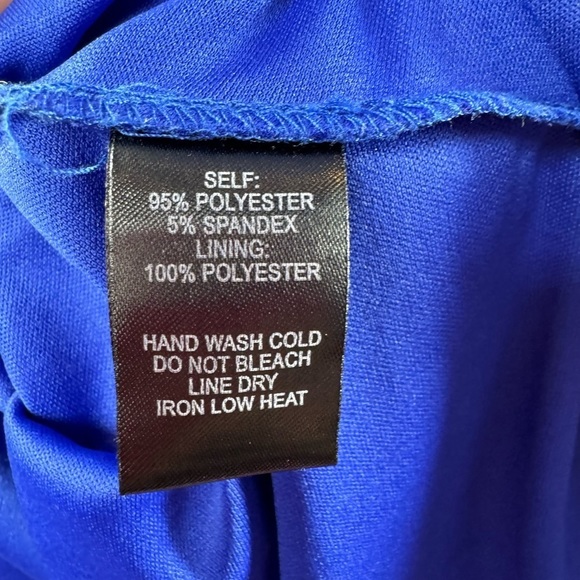 SELF:
95% POLYESTER
5% SPANDEX
LINING:
100% POLYESTER
HAND WASH COLD
DO NOT BLEACH
LINE DRY
IRON LOW HEAT